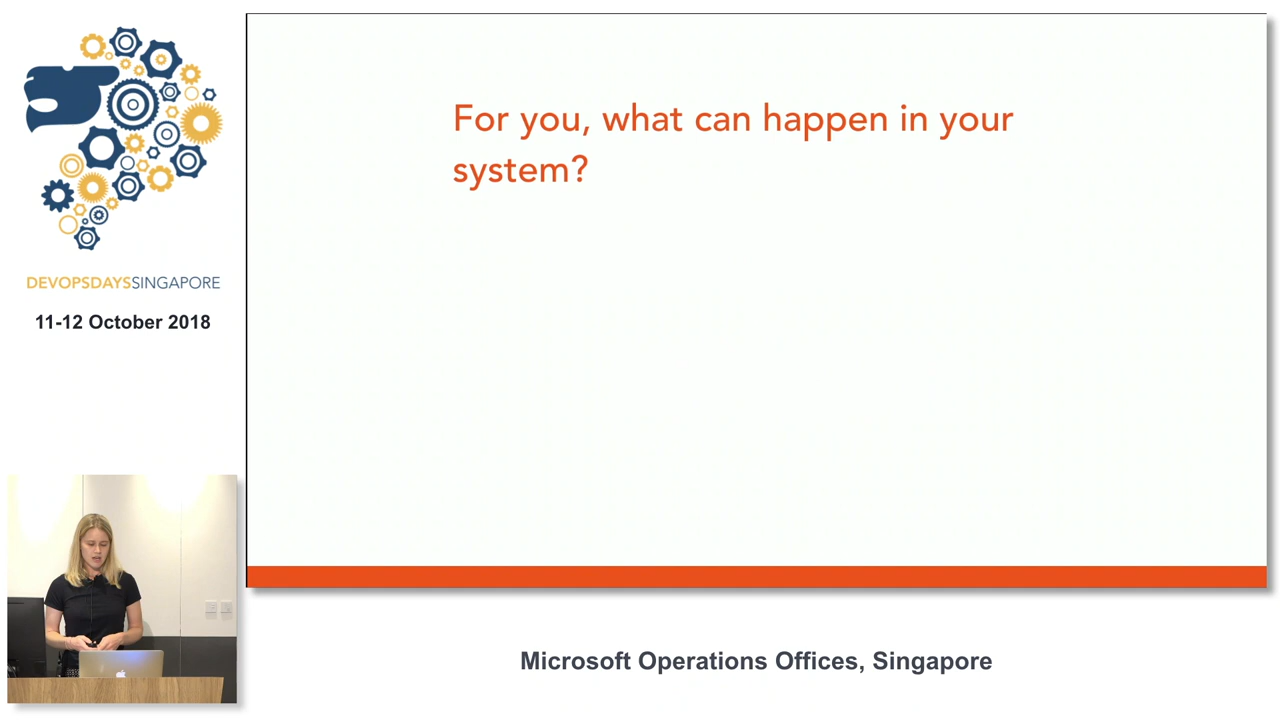 For you, what can happen in your
system?
DEVOPSDAYSSINGAPORE
11-12 October 2018
Microsoft Operations Offices, Singapore